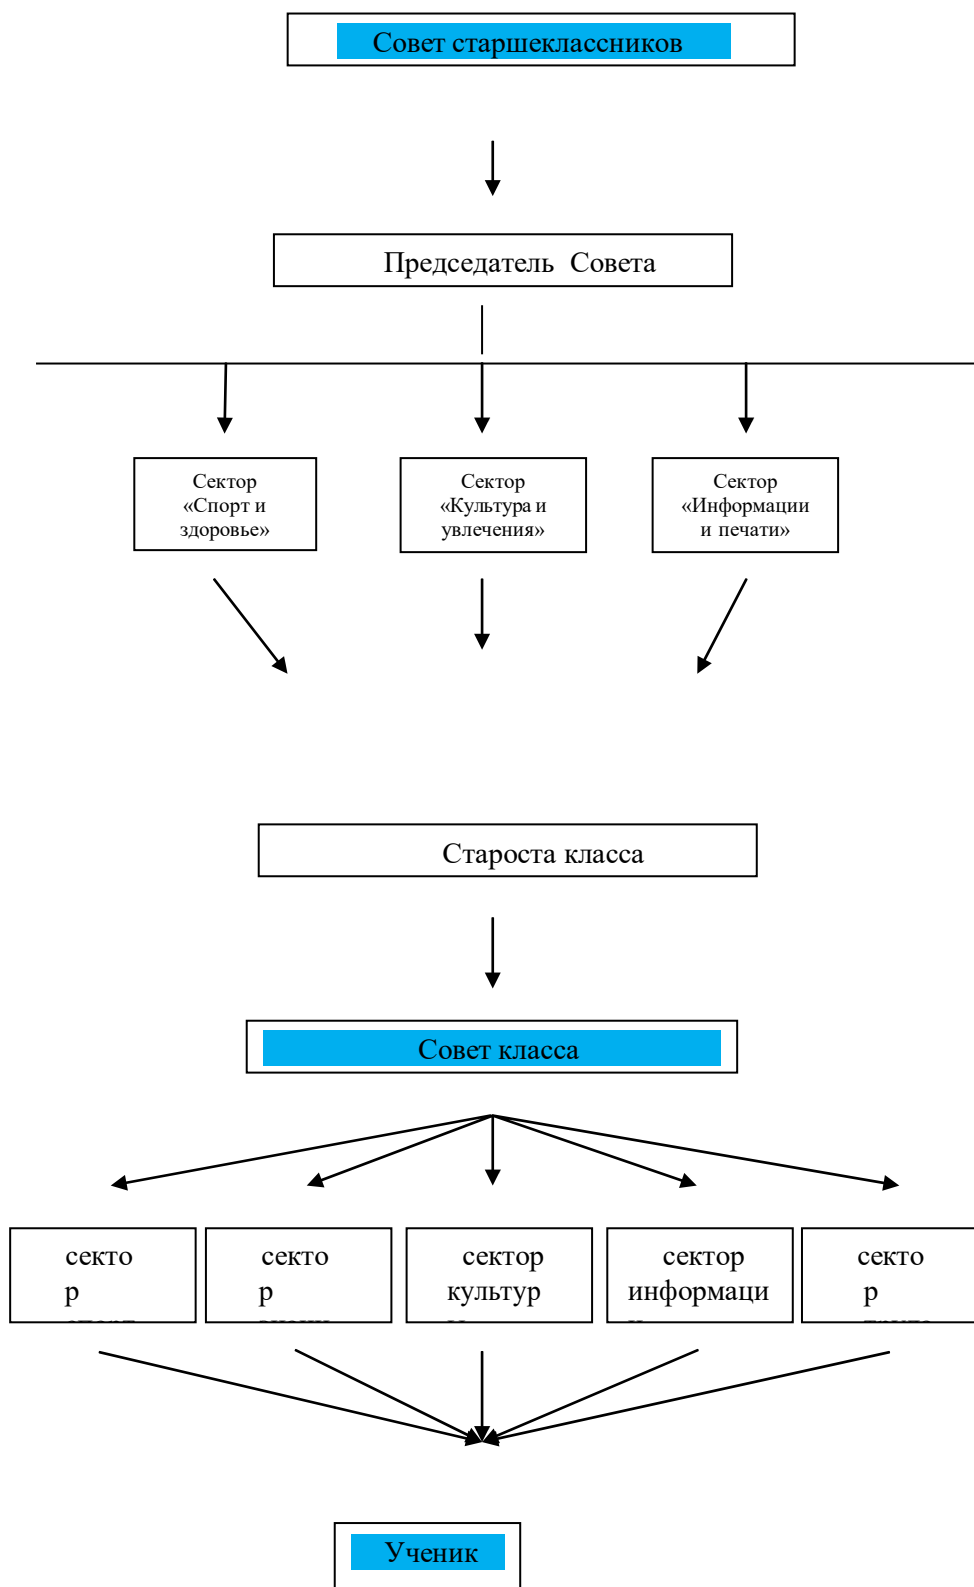 Совет старшеклассников
Председатель Совета
Сектор
«Спорт и
здоровье»
Сектор
«Культура и
увлечения»
Сектор
«Информации
и печати»
Староста класса
Совет класса
секто
р
секто
р
сектор
культур
сектор
информаци
секто
р
Ученик